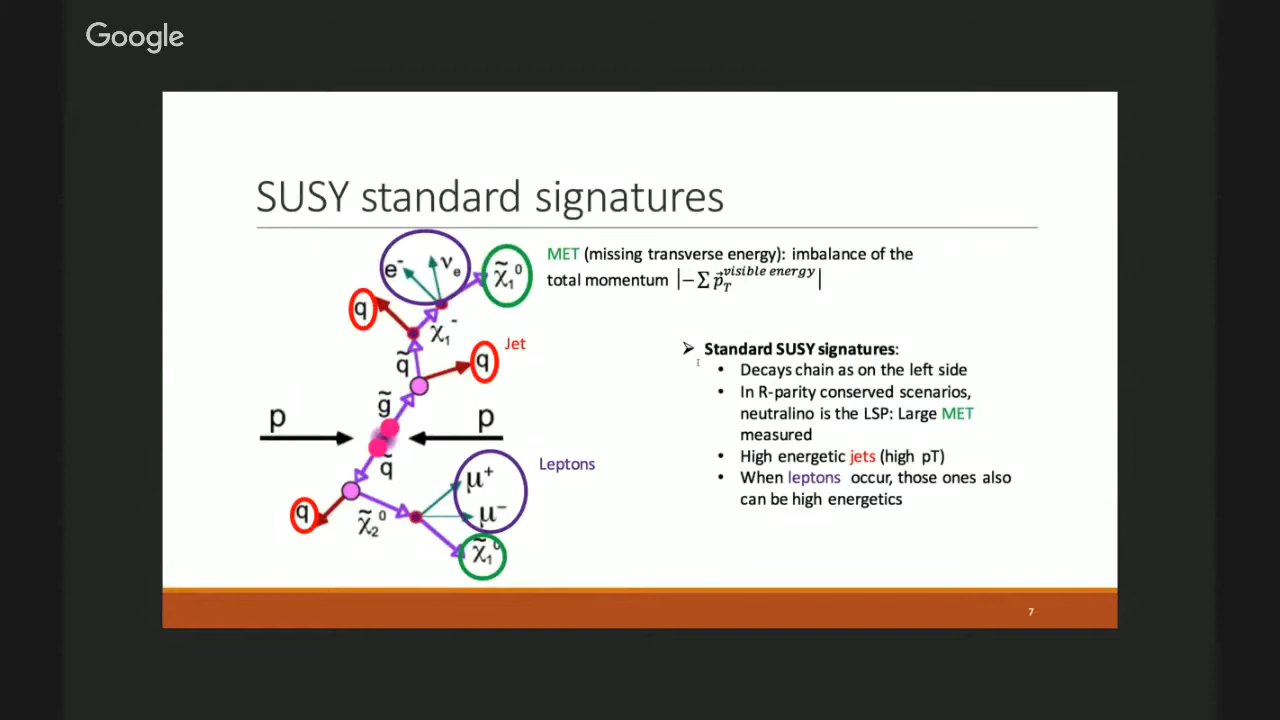 Google
SUSY standard signatures
MET (missing transverse energy): imbalance of the
total momentum |−∑ p⃗_T^{visible energy}|
e⁻ νₑ χ̃₁⁰
q
χ₁⁻
Jet
q̃ q
g̃
p p
q̃
Leptons
μ⁺
q χ̃₂⁰ μ⁻
χ̃₁⁰
➢ Standard SUSY signatures:
• Decays chain as on the left side
• In R-parity conserved scenarios,
neutralino is the LSP: Large MET
measured
• High energetic jets (high pT)
• When leptons occur, those ones also
can be high energetics
7